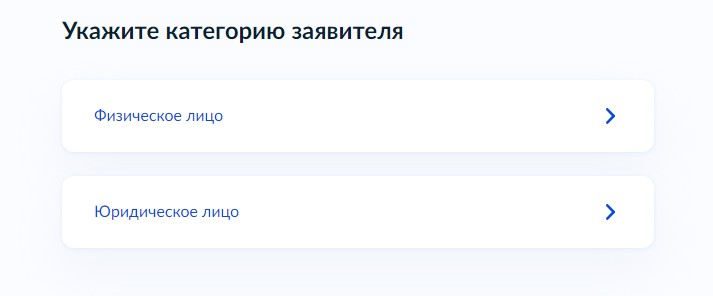 Укажите категорию заявителя
Физическое лицо
Юридическое лицо